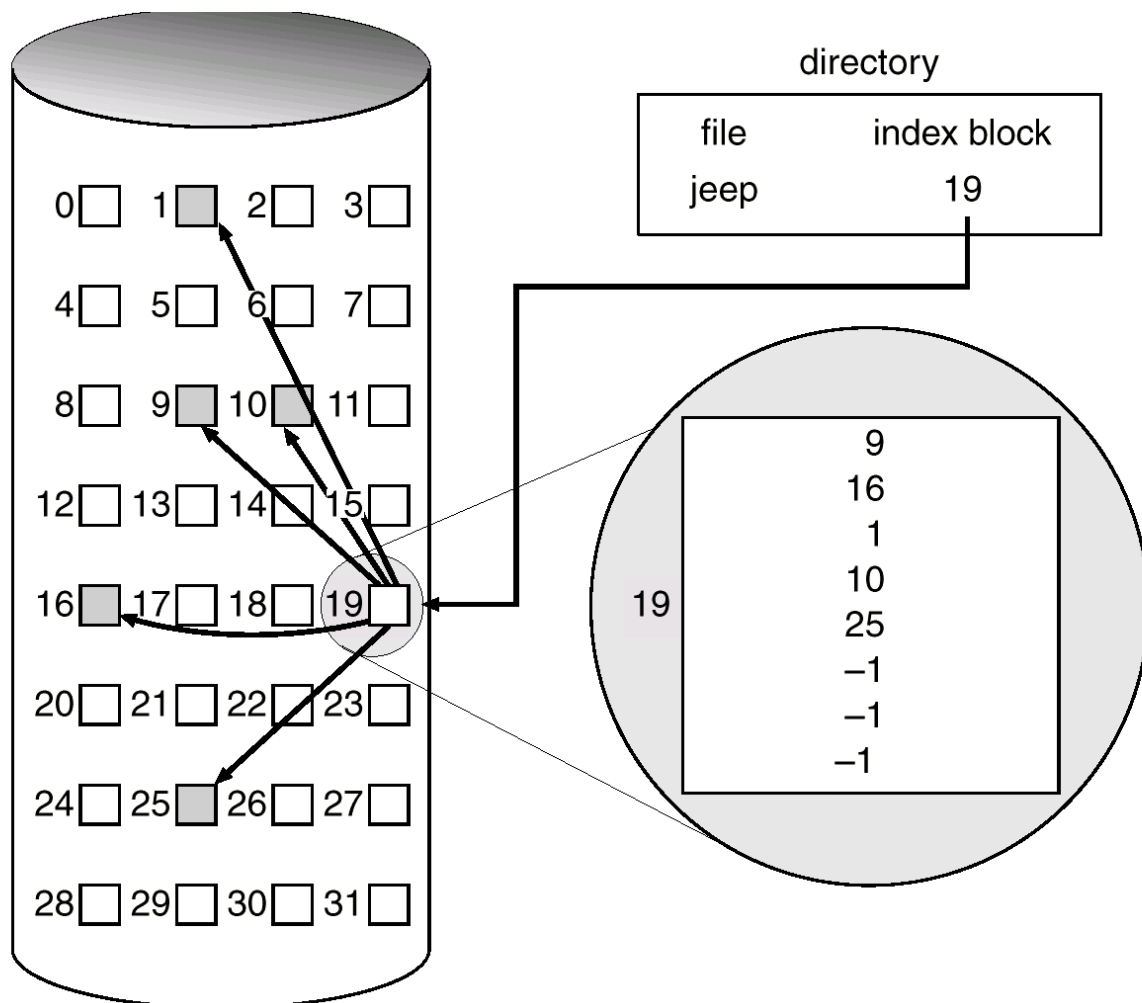 directory
file index block
jeep 19
0 1 2 3
4 5 6 7
8 9 10 11
12 13 14 15
16 17 18 19
20 21 22 23
24 25 26 27
28 29 30 31
19
9
16
1
10
25
–1
–1
–1